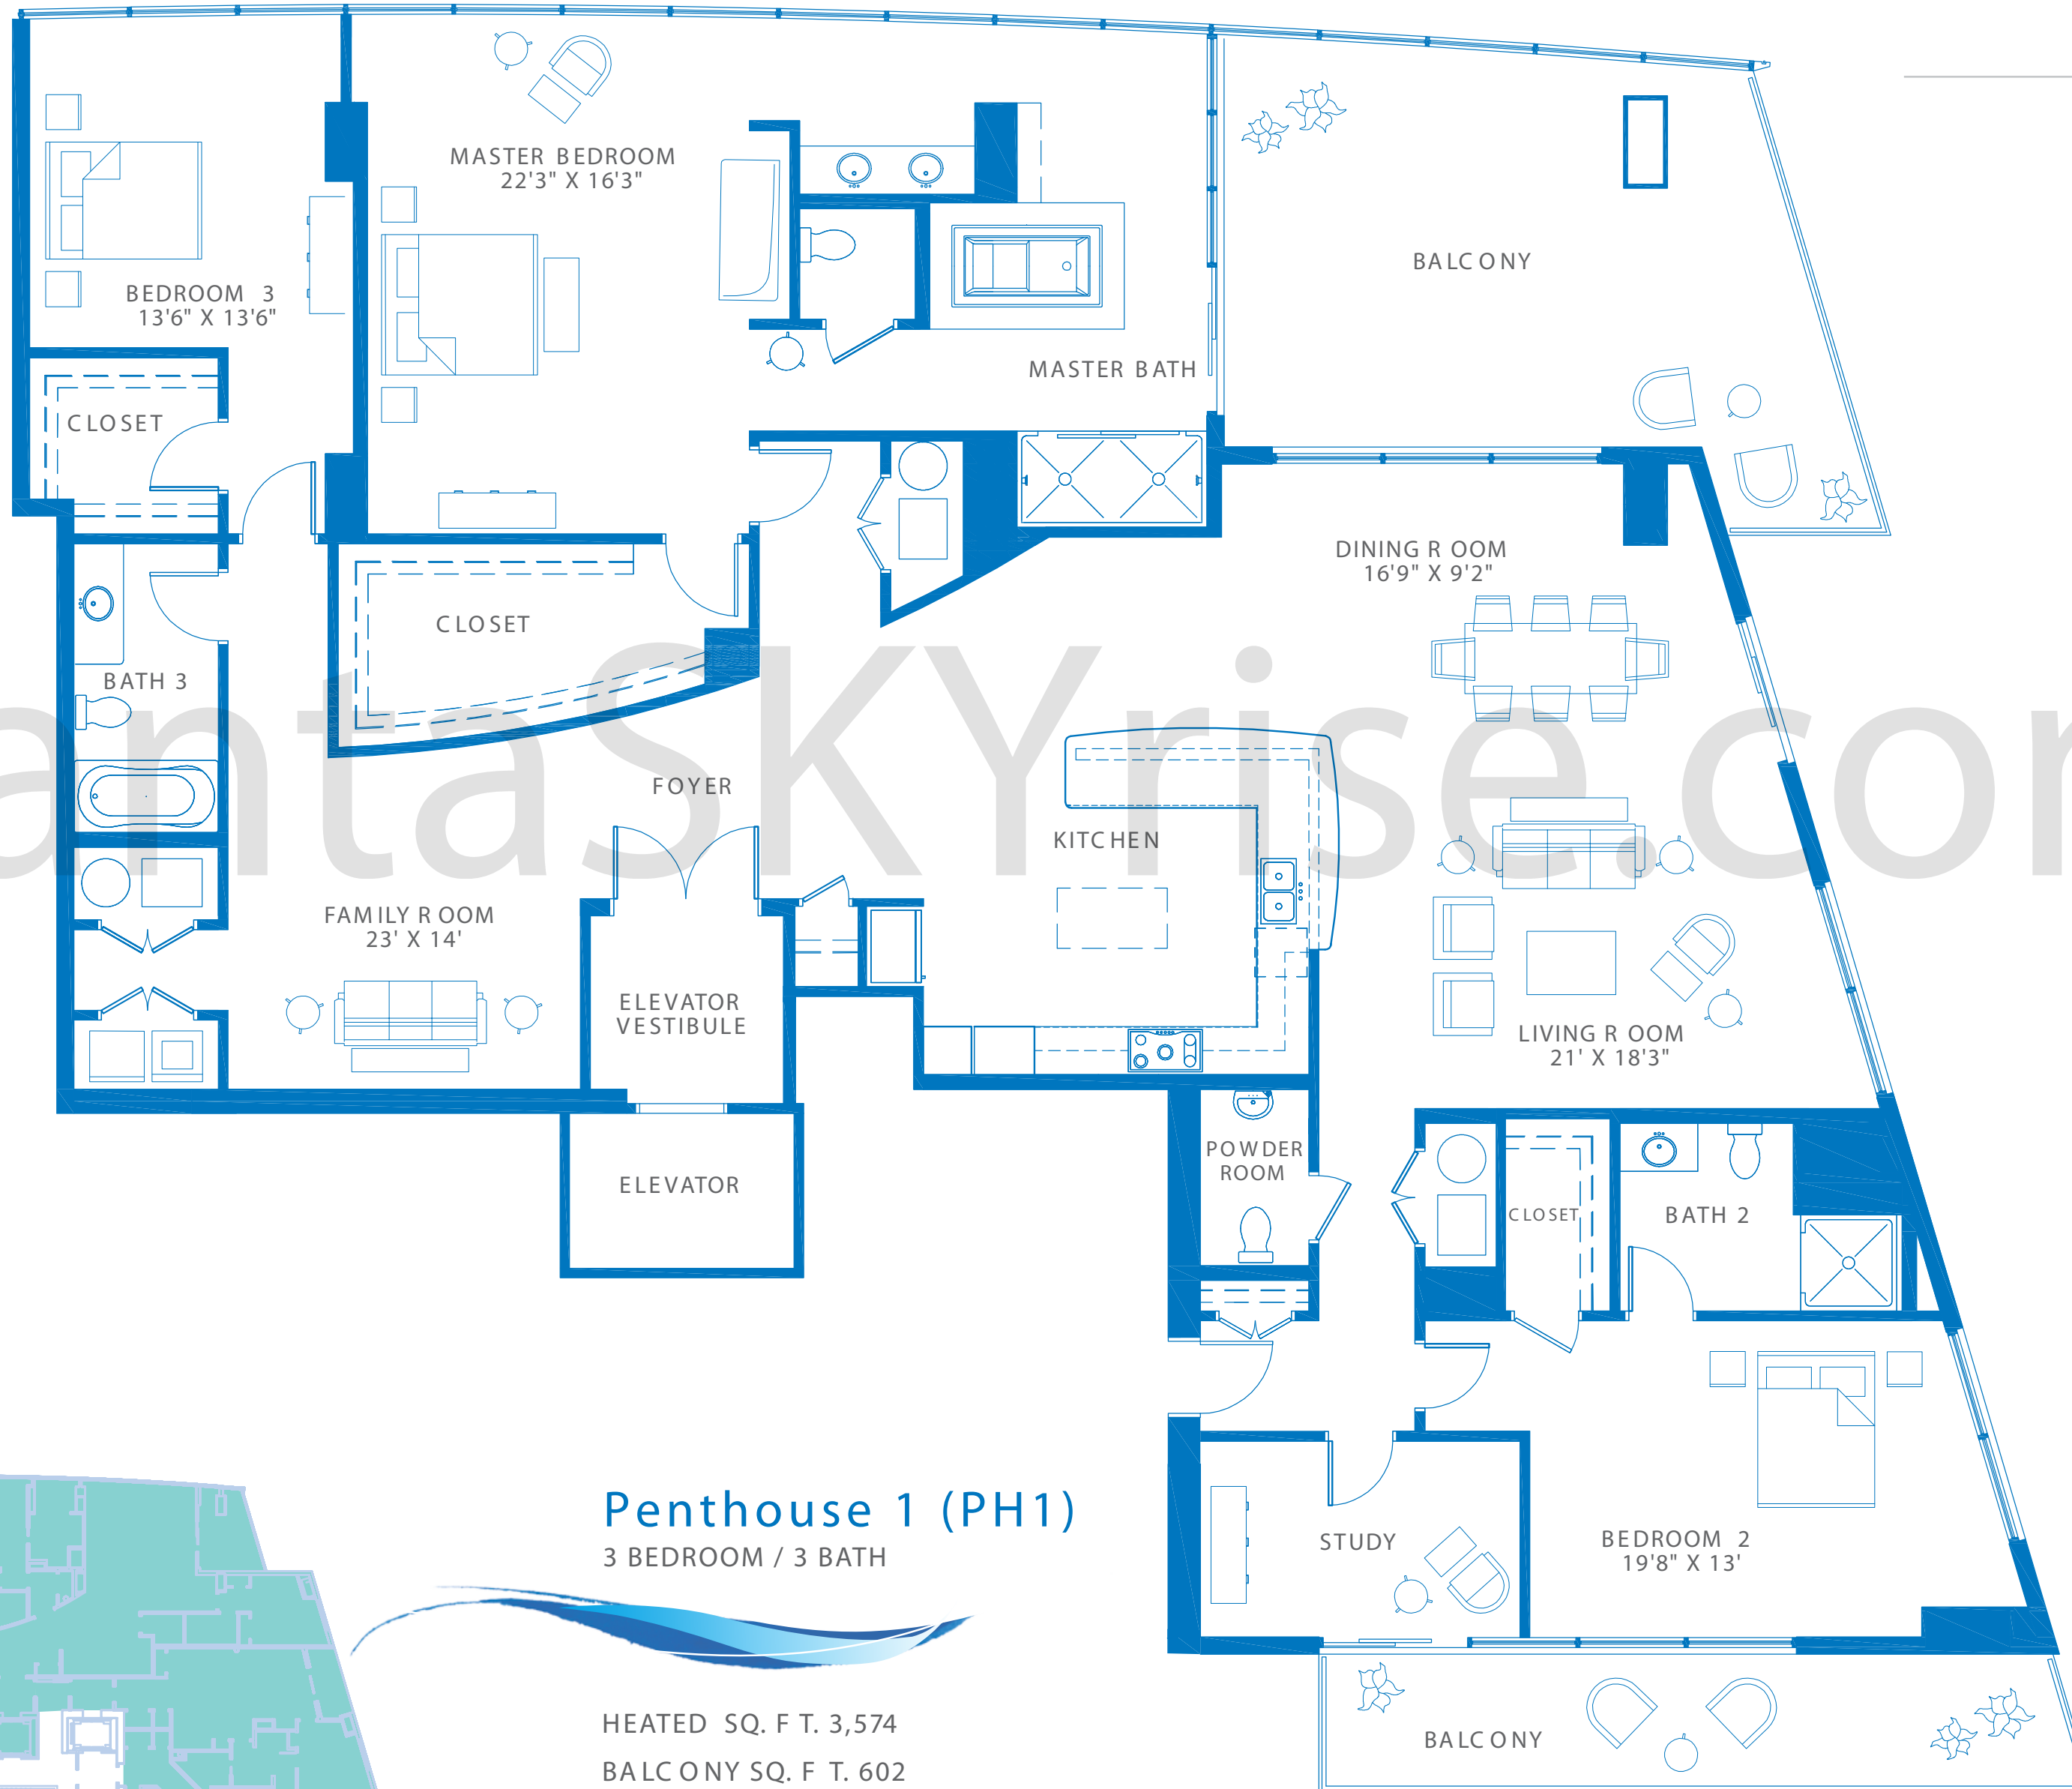 MASTER BEDROOM
22'3" X 16'3"
BALCONY
BEDROOM 3
13'6" X 13'6"
MASTER BATH
CLOSET
DINING ROOM
16'9" X 9'2"
CLOSET
BATH 3
antaSKYrise.com
FOYER
KITCHEN
FAMILY ROOM
23' X 14'
ELEVATOR
VESTIBULE
LIVING ROOM
21' X 18'3"
POWDER
ROOM
ELEVATOR
CLOSET
BATH 2
Penthouse 1 (PH1)
3 BEDROOM / 3 BATH
STUDY
BEDROOM 2
19'8" X 13'
HEATED SQ. FT. 3,574
BALCONY SQ. FT. 602
BALCONY